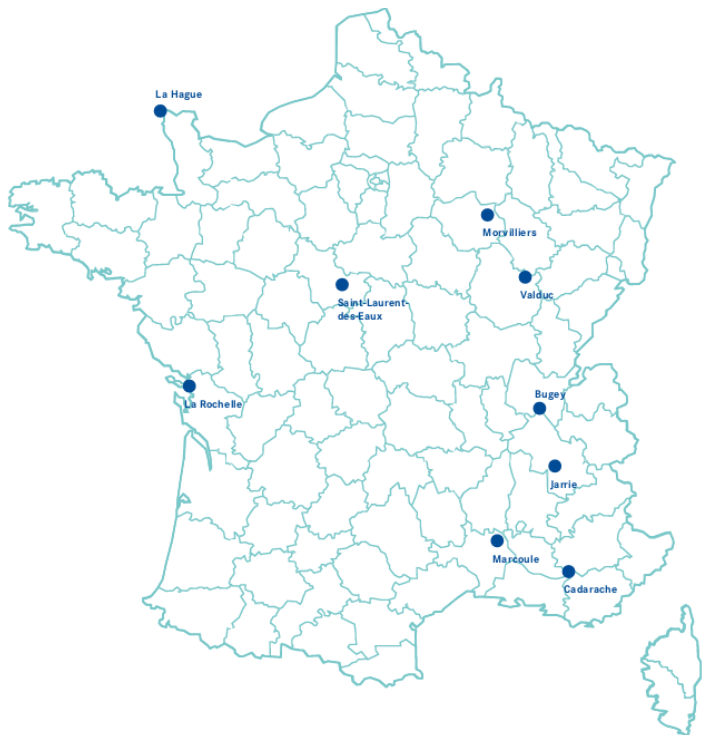 La Hague
Morvilliers
Saint-Laurent-
des-Eaux
Valduc
La Rochelle
Bugey
Jarrie
Marcoule
Cadarache